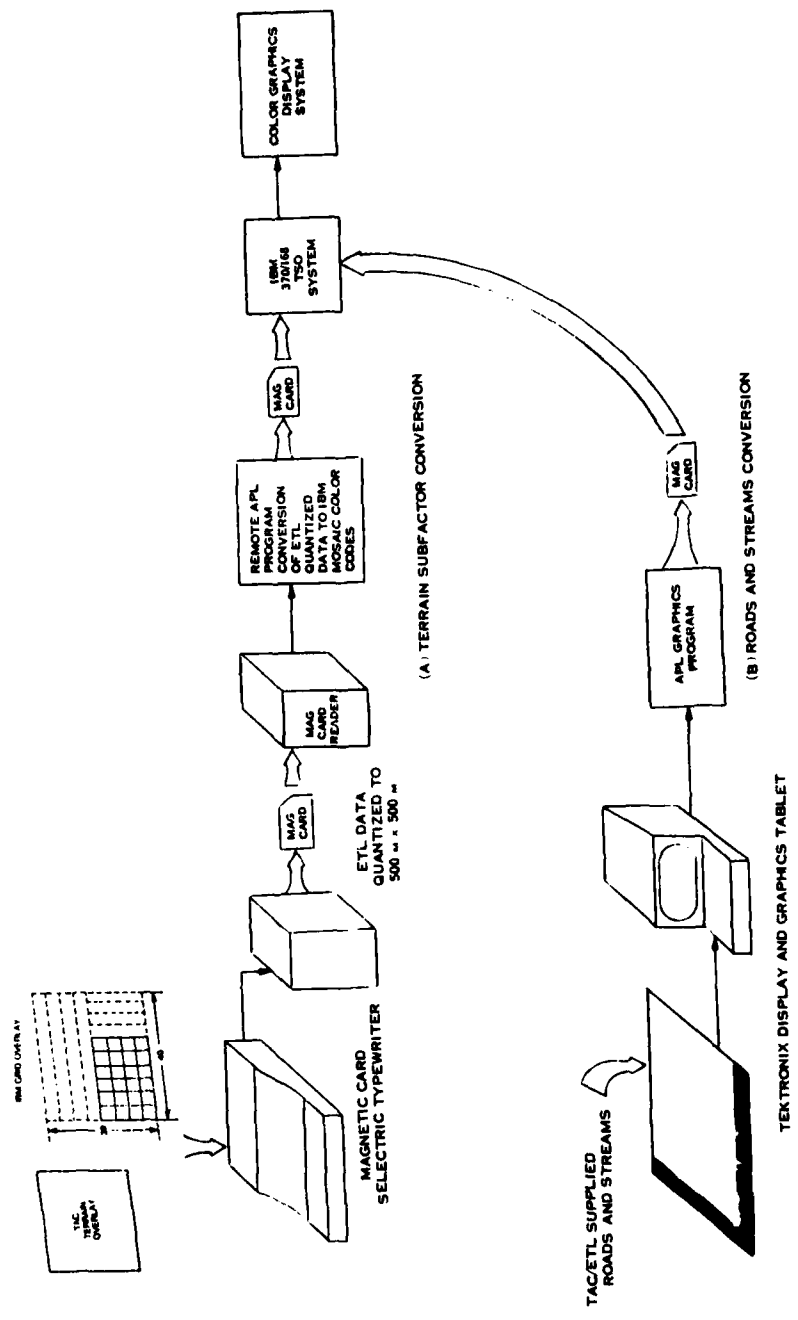 TAC
TERRAIN
OVERLAY
IBM GRID OVERLAY
40
MAGNETIC CARD
SELECTRIC TYPEWRITER
MAG
CARD
ETL DATA
QUANTIZED TO
500 M × 500 M
MAG
CARD
READER
REMOTE APL
PROGRAM
CONVERSION
OF ETL
QUANTIZED
DATA TO IBM
MOSAIC COLOR
CODES
MAG
CARD
IBM
370/168
TSO
SYSTEM
COLOR GRAPHICS
DISPLAY
SYSTEM
(A) TERRAIN SUBFACTOR CONVERSION
TAC/ETL SUPPLIED
ROADS AND STREAMS
TEKTRONIX DISPLAY AND GRAPHICS TABLET
APL GRAPHICS
PROGRAM
MAG
CARD
(B) ROADS AND STREAMS CONVERSION